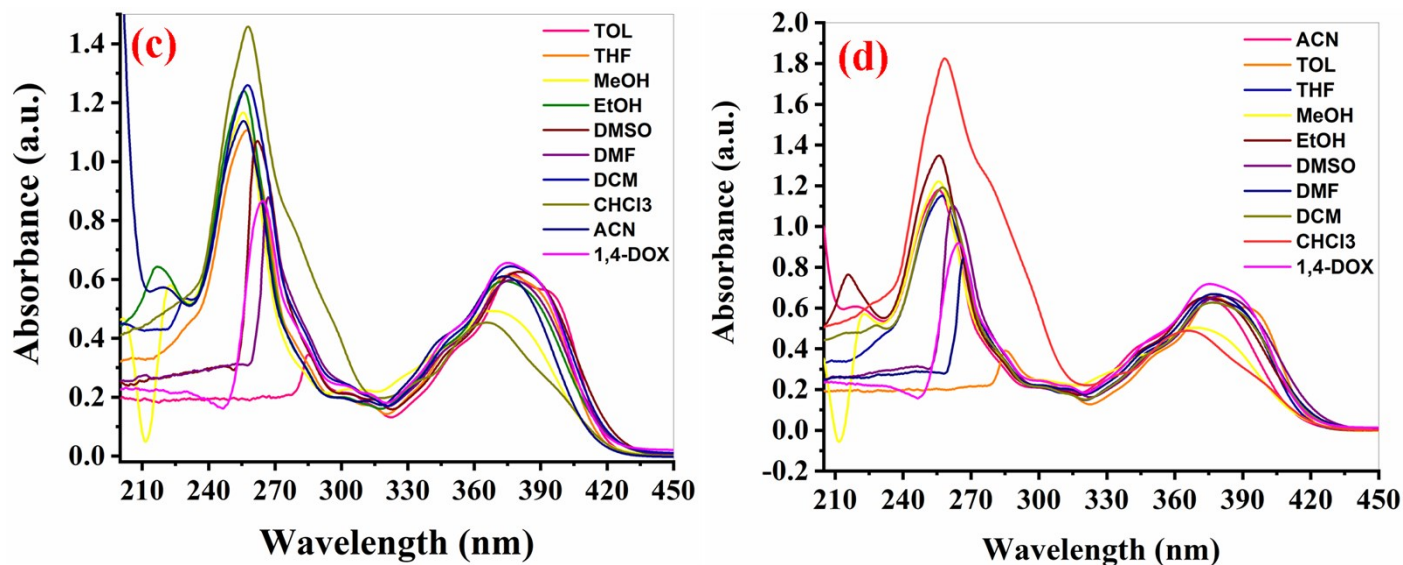 (c)
TOL
THF
MeOH
EtOH
DMSO
DMF
DCM
CHCl3
ACN
1,4-DOX
Absorbance (a.u.)
1.4
1.2
1.0
0.8
0.6
0.4
0.2
0.0
210 240 270 300 330 360 390 420 450
Wavelength (nm)
(d)
ACN
TOL
THF
MeOH
EtOH
DMSO
DMF
DCM
CHCl3
1,4-DOX
Absorbance (a.u.)
2.0
1.8
1.6
1.4
1.2
1.0
0.8
0.6
0.4
0.2
0.0
-0.2
210 240 270 300 330 360 390 420 450
Wavelength (nm)